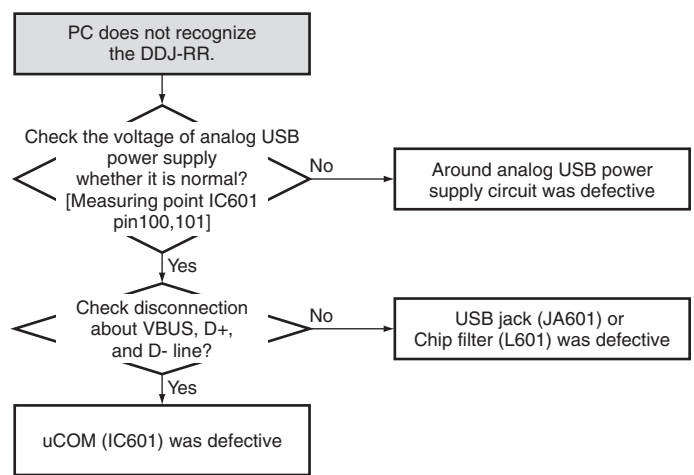 PC does not recognize
the DDJ-RR.
Check the voltage of analog USB
power supply
whether it is normal?
[Measuring point IC601
pin100,101]
No
Around analog USB power
supply circuit was defective
Yes
Check disconnection
about VBUS, D+,
and D- line?
No
USB jack (JA601) or
Chip filter (L601) was defective
Yes
uCOM (IC601) was defective